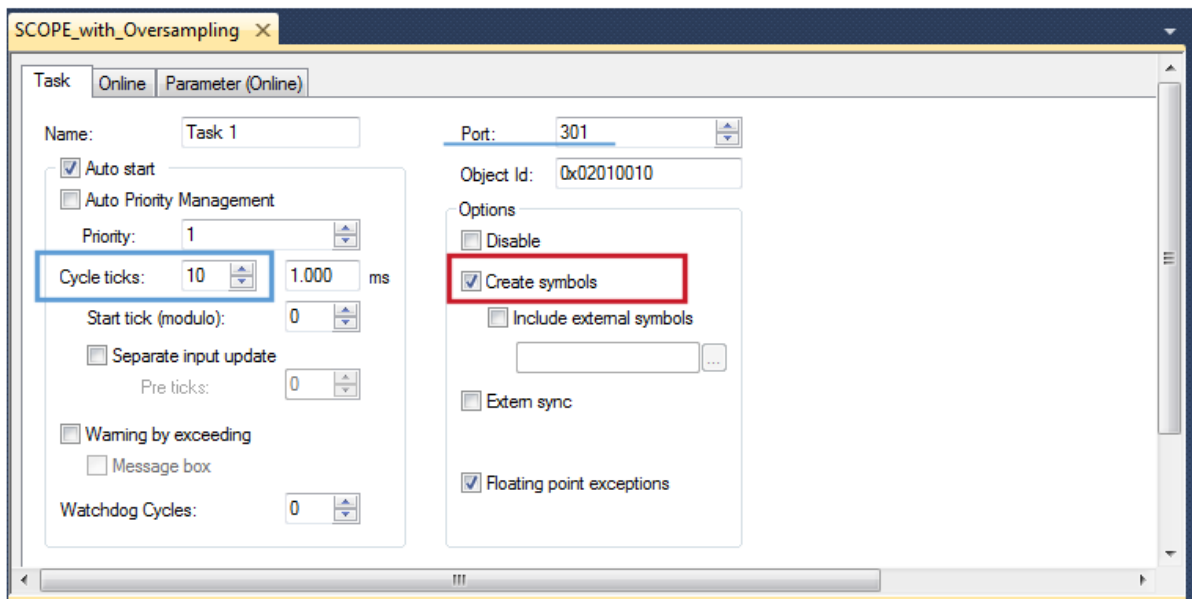 SCOPE_with_Oversampling
Task Online Parameter (Online)
Name: Task 1
Port: 301
Auto start
Object Id: 0x02010010
Auto Priority Management
Options
Priority: 1
Disable
Cycle ticks: 10 1.000 ms
Create symbols
Start tick (modulo): 0
Include external symbols
Separate input update
...
Pre ticks: 0
Extern sync
Warning by exceeding
Message box
Floating point exceptions
Watchdog Cycles: 0